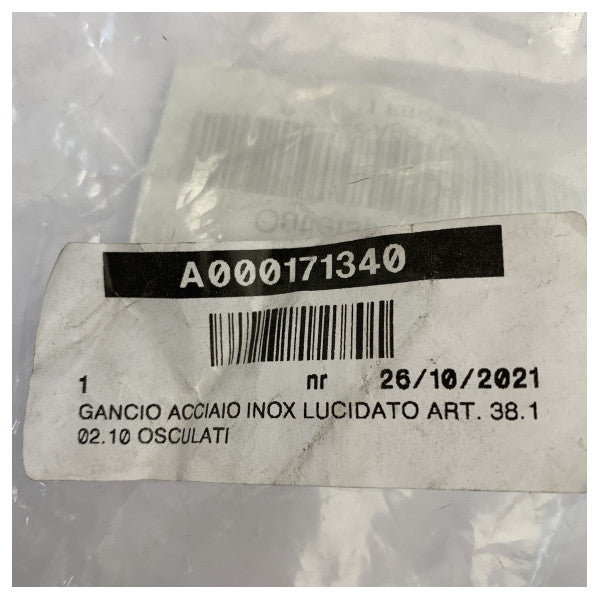 A000171340
1 nr 26/10/2021
GANCIO ACCIAIO INOX LUCIDATO ART. 38.1
02.10 OSCULATI